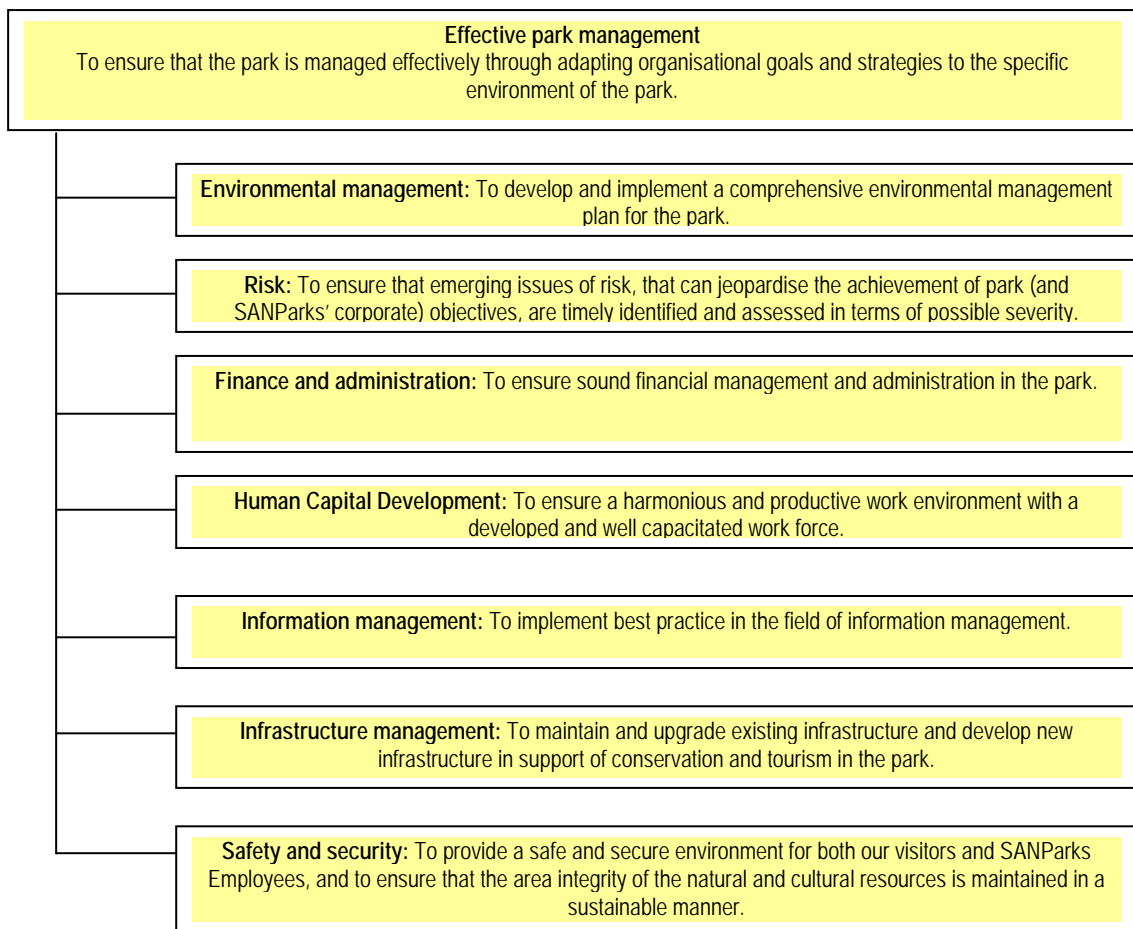 Effective park management
To ensure that the park is managed effectively through adapting organisational goals and strategies to the specific
environment of the park.
Environmental management: To develop and implement a comprehensive environmental management
plan for the park.
Risk: To ensure that emerging issues of risk, that can jeopardise the achievement of park (and
SANParks' corporate) objectives, are timely identified and assessed in terms of possible severity.
Finance and administration: To ensure sound financial management and administration in the park.
Human Capital Development: To ensure a harmonious and productive work environment with a
developed and well capacitated work force.
Information management: To implement best practice in the field of information management.
Infrastructure management: To maintain and upgrade existing infrastructure and develop new
infrastructure in support of conservation and tourism in the park.
Safety and security: To provide a safe and secure environment for both our visitors and SANParks
Employees, and to ensure that the area integrity of the natural and cultural resources is maintained in a
sustainable manner.